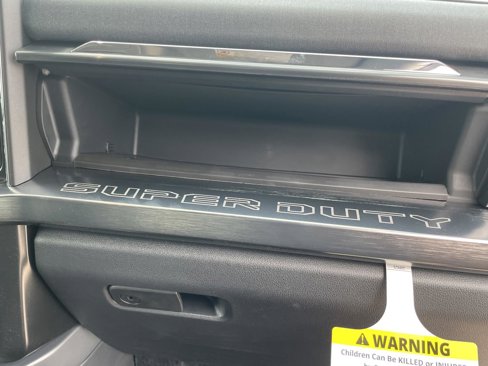 SUPER DUTY
WARNING
Children Can Be KILLED or INJURED